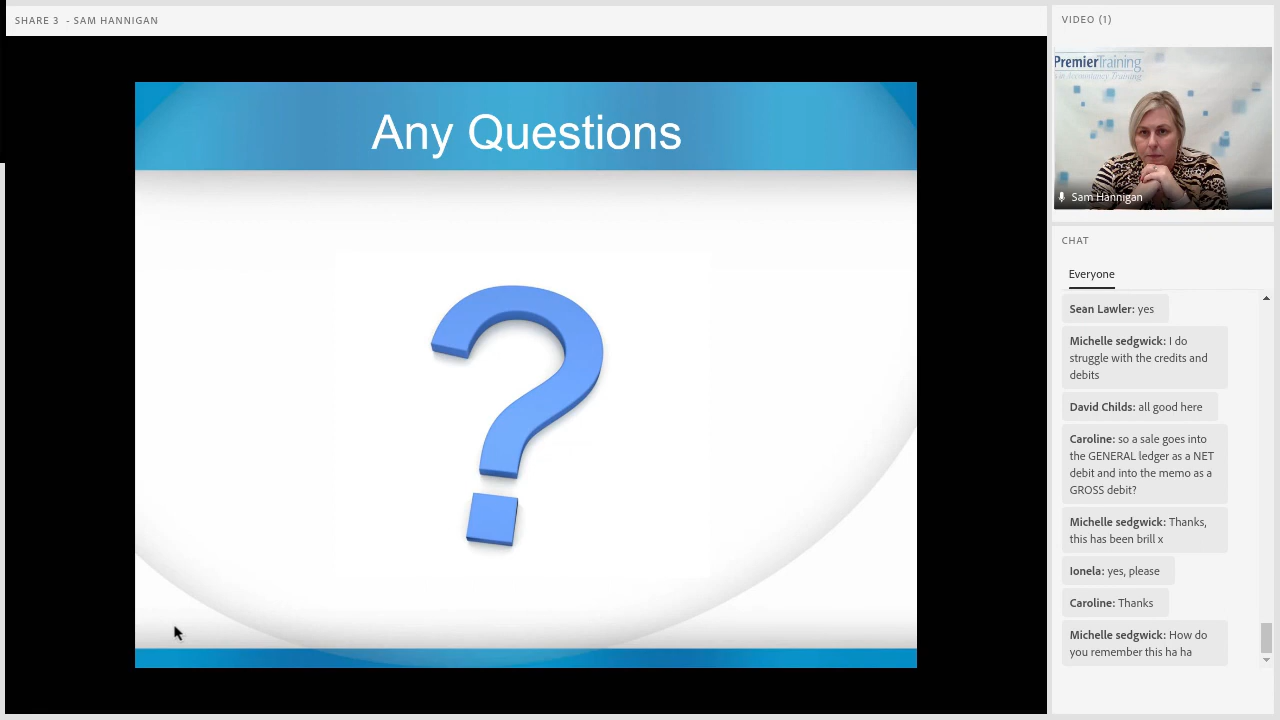 SHARE 3 - SAM HANNIGAN
Any Questions
VIDEO (1)
PremierTraining
in Accountancy Training
Sam Hannigan
CHAT
Everyone
Sean Lawler: yes
Michelle sedgwick: I do
struggle with the credits and
debits
David Childs: all good here
Caroline: so a sale goes into
the GENERAL ledger as a NET
debit and into the memo as a
GROSS debit?
Michelle sedgwick: Thanks,
this has been brill x
Ionela: yes, please
Caroline: Thanks
Michelle sedgwick: How do
you remember this ha ha